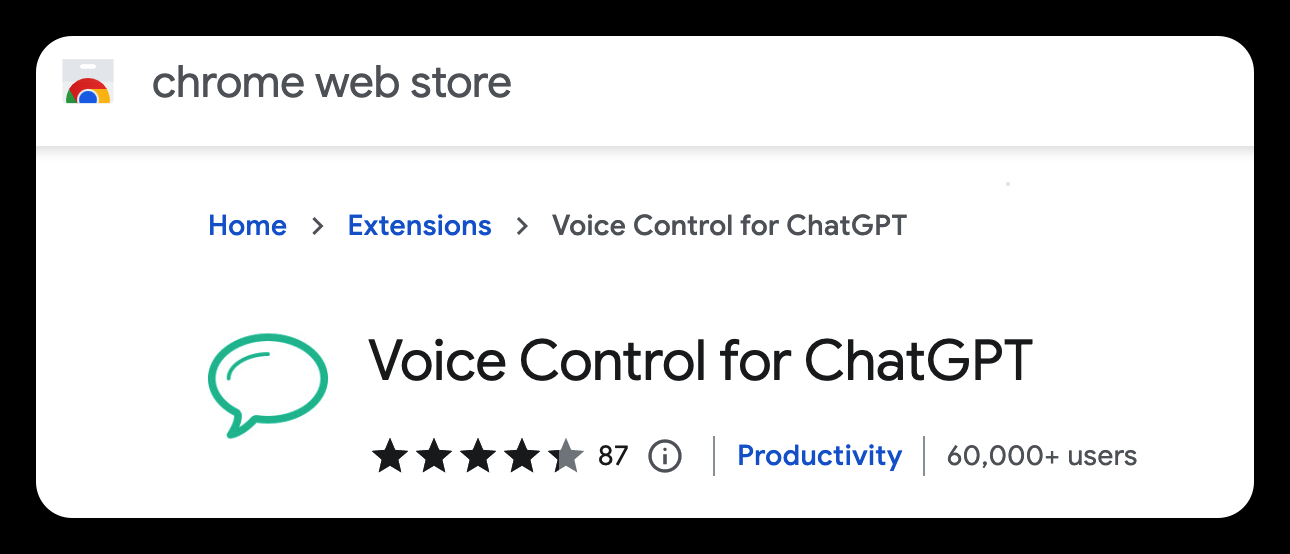 chrome web store
Home > Extensions > Voice Control for ChatGPT
Voice Control for ChatGPT
87 Productivity 60,000+ users